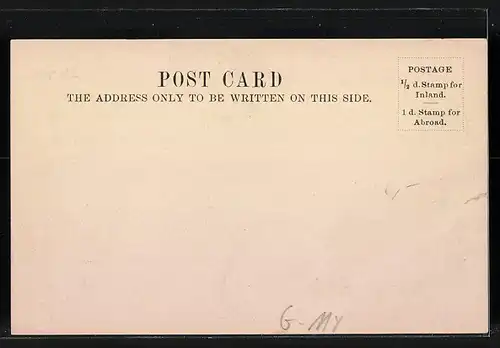 POST CARD
THE ADDRESS ONLY TO BE WRITTEN ON THIS SIDE.
POSTAGE
1/2 d. Stamp for
Inland.
1 d. Stamp for
Abroad.